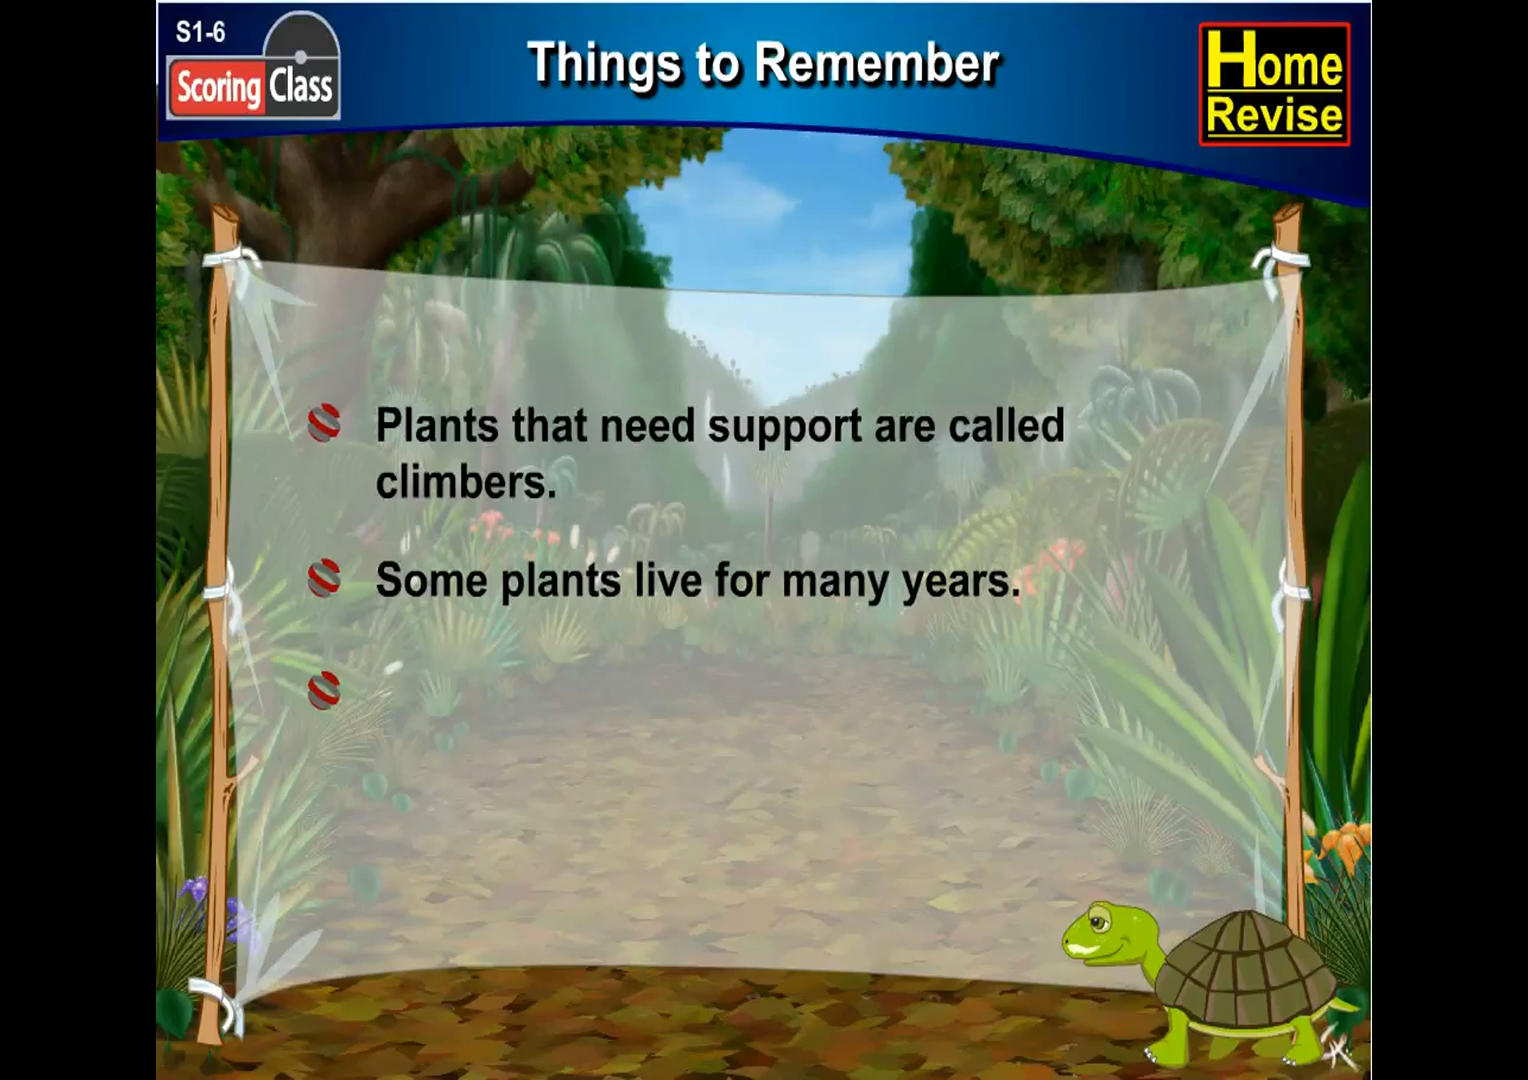 S1-6
Scoring Class
Things to Remember
Home
Revise
Plants that need support are called
climbers.
Some plants live for many years.